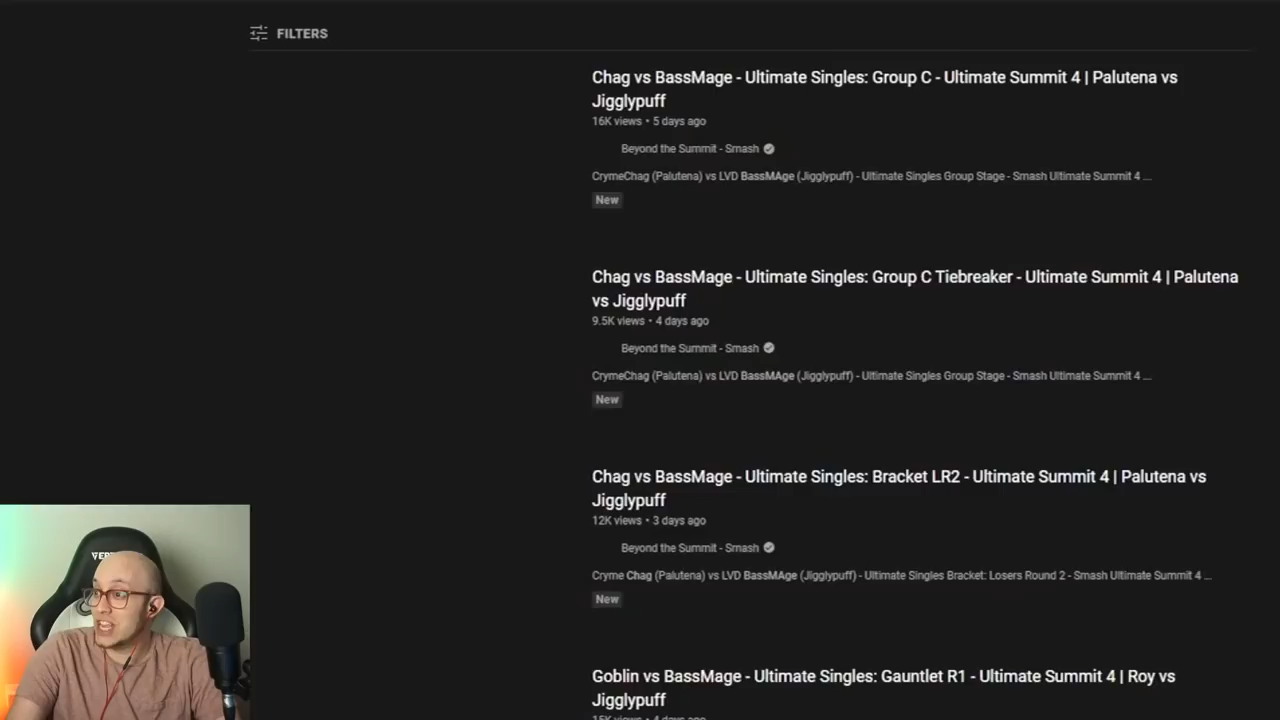 FILTERS
Chag vs BassMage - Ultimate Singles: Group C - Ultimate Summit 4 | Palutena vs
Jigglypuff
16K views • 5 days ago
Beyond the Summit - Smash
CrymeChag (Palutena) vs LVD BassMAge (Jigglypuff) - Ultimate Singles Group Stage - Smash Ultimate Summit 4 ...
New
Chag vs BassMage - Ultimate Singles: Group C Tiebreaker - Ultimate Summit 4 | Palutena
vs Jigglypuff
9.5K views • 4 days ago
Beyond the Summit - Smash
CrymeChag (Palutena) vs LVD BassMAge (Jigglypuff) - Ultimate Singles Group Stage - Smash Ultimate Summit 4 ...
New
Chag vs BassMage - Ultimate Singles: Bracket LR2 - Ultimate Summit 4 | Palutena vs
Jigglypuff
12K views • 3 days ago
Beyond the Summit - Smash
Cryme Chag (Palutena) vs LVD BassMAge (Jigglypuff) - Ultimate Singles Bracket: Losers Round 2 - Smash Ultimate Summit 4 ...
New
Goblin vs BassMage - Ultimate Singles: Gauntlet R1 - Ultimate Summit 4 | Roy vs
Jigglypuff
15K views • 4 days ago